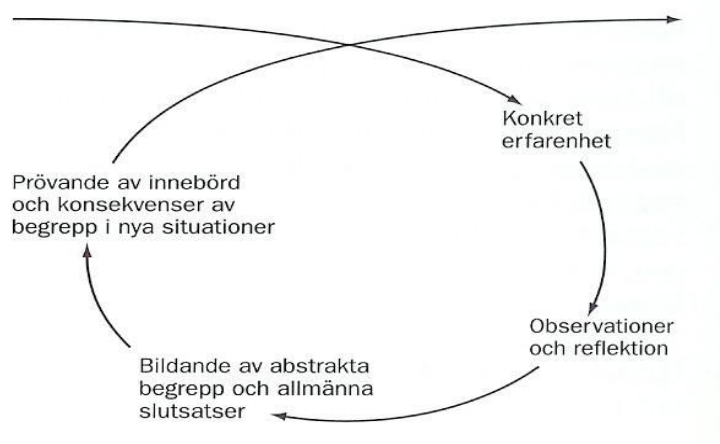 Konkret
erfarenhet
Prövande av innebörd
och konsekvenser av
begrepp i nya situationer
Observationer
och reflektion
Bildande av abstrakta
begrepp och allmänna
slutsatser